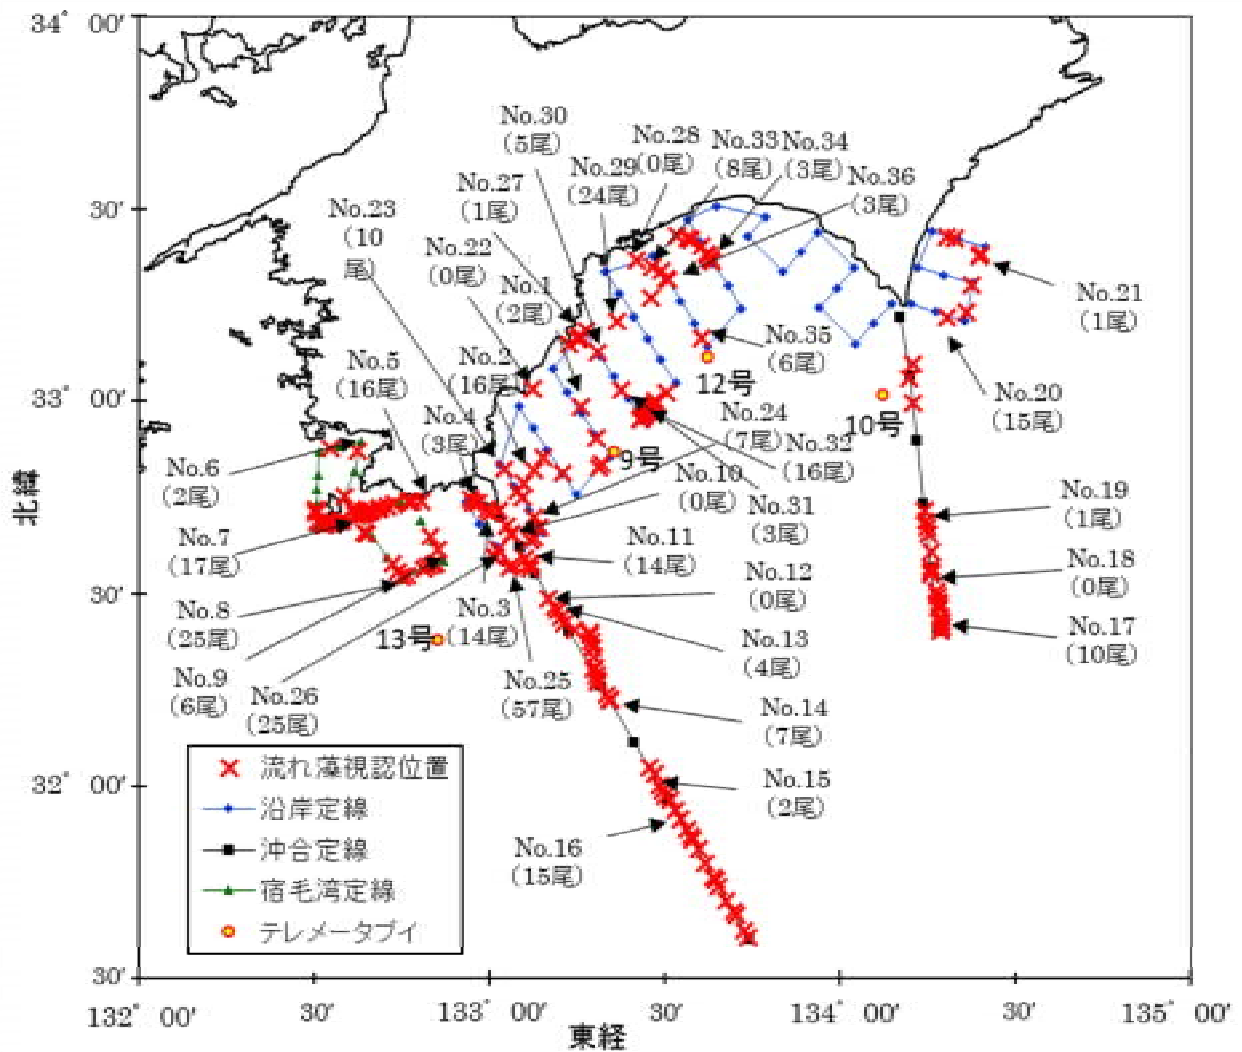 34° 00'
30'
33° 00'
30'
32° 00'
30'
北緯
132° 00'
30'
133° 00'
30'
134° 00'
30'
135° 00'
東経
No.30
(5尾)
No.28
(0尾)
No.33
(8尾)
No.34
(3尾)
No.29
(24尾)
No.36
(3尾)
No.27
(1尾)
No.23
(10
尾)
No.22
(0尾)
No.1
(2尾)
No.21
(1尾)
No.35
(6尾)
No.5
(16尾)
No.2
(16尾)
12号
No.20
(15尾)
10号
No.4
(3尾)
No.24
(7尾)
No.32
(16尾)
9号
No.6
(2尾)
No.10
(0尾)
No.31
(3尾)
No.19
(1尾)
No.7
(17尾)
No.11
(14尾)
No.18
(0尾)
No.12
(0尾)
No.8
(25尾)
No.3
(14尾)
13号
No.17
(10尾)
No.13
(4尾)
No.9
(6尾)
No.26
(25尾)
No.25
(57尾)
No.14
(7尾)
No.15
(2尾)
No.16
(15尾)
流れ藻視認位置
沿岸定線
沖合定線
宿毛湾定線
テレメータブイ